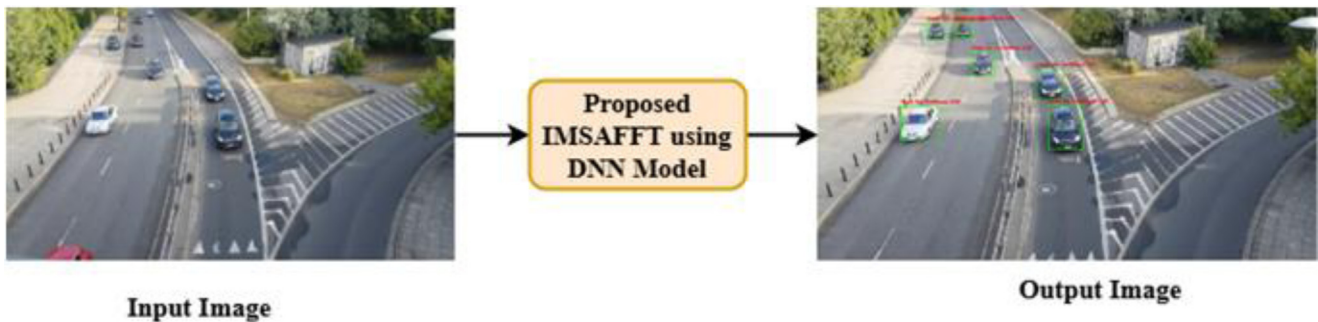 Proposed
IMSAFFT using
DNN Model
Input Image
Output Image